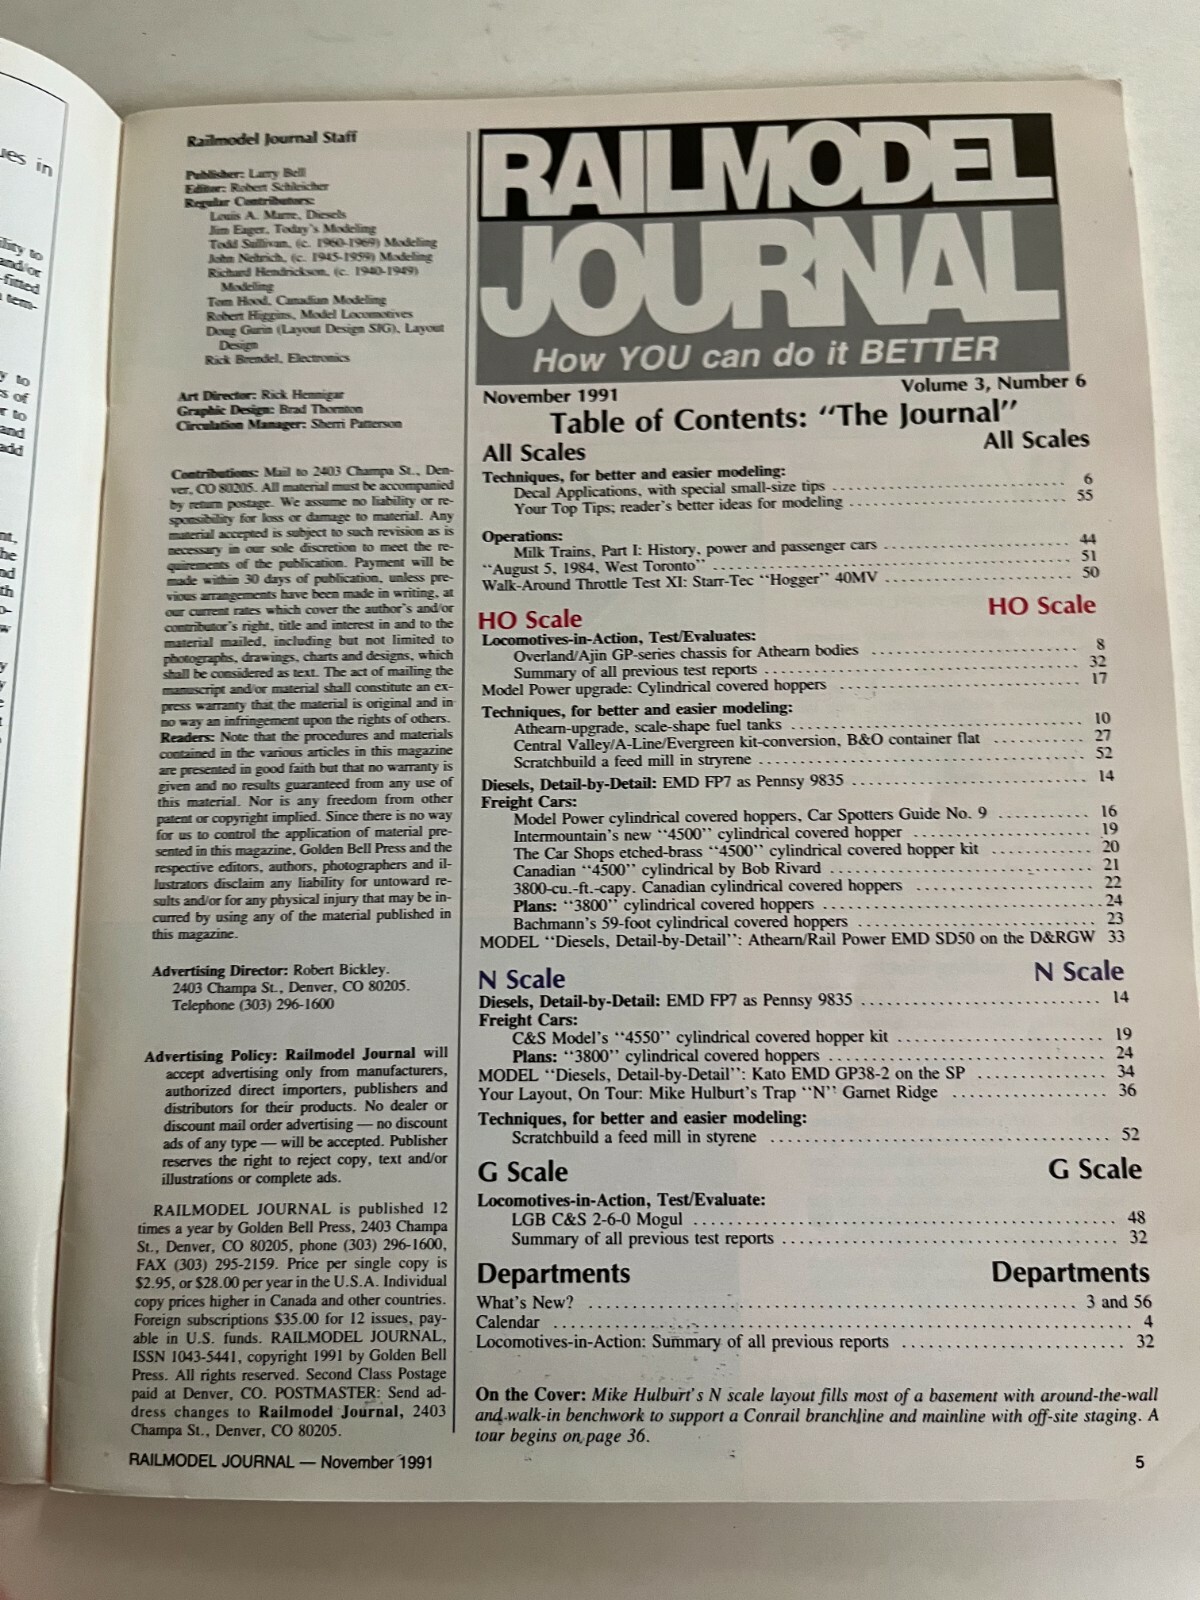 ues in
lity to
and/or
-fitted
tem-
y to
s of
r to
and
add
nt,
he
nd
th
o-
w
y
y
e
t
Railmodel Journal Staff
Publisher: Larry Bell
Editor: Robert Schleicher
Regular Contributors:
Louis A. Marre, Diesels
Jim Eager, Today's Modeling
Todd Sullivan, (c. 1960-1969) Modeling
John Nehrich, (c. 1945-1959) Modeling
Richard Hendrickson, (c. 1940-1949)
Modeling
Tom Hood, Canadian Modeling
Robert Higgins, Model Locomotives
Doug Gurin (Layout Design SIG), Layout
Design
Rick Brendel, Electronics
Art Director: Rick Hennigar
Graphic Design: Brad Thornton
Circulation Manager: Sherri Patterson
Contributions: Mail to 2403 Champa St., Den-
ver, CO 80205. All material must be accompanied
by return postage. We assume no liability or re-
sponsibility for loss or damage to material. Any
material accepted is subject to such revision as is
necessary in our sole discretion to meet the re-
quirements of the publication. Payment will be
made within 30 days of publication, unless pre-
vious arrangements have been made in writing, at
our current rates which cover the author's and/or
contributor's right, title and interest in and to the
material mailed, including but not limited to
photographs, drawings, charts and designs, which
shall be considered as text. The act of mailing the
manuscript and/or material shall constitute an ex-
press warranty that the material is original and in
no way an infringement upon the rights of others.
Readers: Note that the procedures and materials
contained in the various articles in this magazine
are presented in good faith but that no warranty is
given and no results guaranteed from any use of
this material. Nor is any freedom from other
patent or copyright implied. Since there is no way
for us to control the application of material pre-
sented in this magazine, Golden Bell Press and the
respective editors, authors, photographers and il-
lustrators disclaim any liability for untoward re-
sults and/or for any physical injury that may be in-
curred by using any of the material published in
this magazine.
Advertising Director: Robert Bickley.
2403 Champa St., Denver, CO 80205.
Telephone (303) 296-1600
Advertising Policy: Railmodel Journal will
accept advertising only from manufacturers,
authorized direct importers, publishers and
distributors for their products. No dealer or
discount mail order advertising — no discount
ads of any type — will be accepted. Publisher
reserves the right to reject copy, text and/or
illustrations or complete ads.
RAILMODEL JOURNAL is published 12
times a year by Golden Bell Press, 2403 Champa
St., Denver, CO 80205, phone (303) 296-1600,
FAX (303) 295-2159. Price per single copy is
$2.95, or $28.00 per year in the U.S.A. Individual
copy prices higher in Canada and other countries.
Foreign subscriptions $35.00 for 12 issues, pay-
able in U.S. funds. RAILMODEL JOURNAL,
ISSN 1043-5441, copyright 1991 by Golden Bell
Press. All rights reserved. Second Class Postage
paid at Denver, CO. POSTMASTER: Send ad-
dress changes to Railmodel Journal, 2403
Champa St., Denver, CO 80205.
RAILMODEL
JOURNAL
How YOU can do it BETTER
November 1991 Volume 3, Number 6
Table of Contents: "The Journal"
All Scales All Scales
Techniques, for better and easier modeling:
Decal Applications, with special small-size tips 6
Your Top Tips; reader's better ideas for modeling 55
Operations:
Milk Trains, Part I: History, power and passenger cars 44
"August 5, 1984, West Toronto" 51
Walk-Around Throttle Test XI: Starr-Tec "Hogger" 40MV 50
HO Scale HO Scale
Locomotives-in-Action, Test/Evaluates:
Overland/Ajin GP-series chassis for Athearn bodies 8
Summary of all previous test reports 32
Model Power upgrade: Cylindrical covered hoppers 17
Techniques, for better and easier modeling:
Athearn-upgrade, scale-shape fuel tanks 10
Central Valley/A-Line/Evergreen kit-conversion, B&O container flat 27
Scratchbuild a feed mill in stryrene 52
Diesels, Detail-by-Detail: EMD FP7 as Pennsy 9835 14
Freight Cars:
Model Power cylindrical covered hoppers, Car Spotters Guide No. 9 16
Intermountain's new "4500" cylindrical covered hopper 19
The Car Shops etched-brass "4500" cylindrical covered hopper kit 20
Canadian "4500" cylindrical by Bob Rivard 21
3800-cu.-ft.-capy. Canadian cylindrical covered hoppers 22
Plans: "3800" cylindrical covered hoppers 24
Bachmann's 59-foot cylindrical covered hoppers 23
MODEL "Diesels, Detail-by-Detail": Athearn/Rail Power EMD SD50 on the D&RGW 33
N Scale N Scale
Diesels, Detail-by-Detail: EMD FP7 as Pennsy 9835 14
Freight Cars:
C&S Model's "4550" cylindrical covered hopper kit 19
Plans: "3800" cylindrical covered hoppers 24
MODEL "Diesels, Detail-by-Detail": Kato EMD GP38-2 on the SP 34
Your Layout, On Tour: Mike Hulburt's Trap "N" Garnet Ridge 36
Techniques, for better and easier modeling:
Scratchbuild a feed mill in styrene 52
G Scale G Scale
Locomotives-in-Action, Test/Evaluate:
LGB C&S 2-6-0 Mogul 48
Summary of all previous test reports 32
Departments Departments
What's New? 3 and 56
Calendar 4
Locomotives-in-Action: Summary of all previous reports 32
On the Cover: Mike Hulburt's N scale layout fills most of a basement with around-the-wall
and walk-in benchwork to support a Conrail branchline and mainline with off-site staging. A
tour begins on page 36.
RAILMODEL JOURNAL — November 1991
5